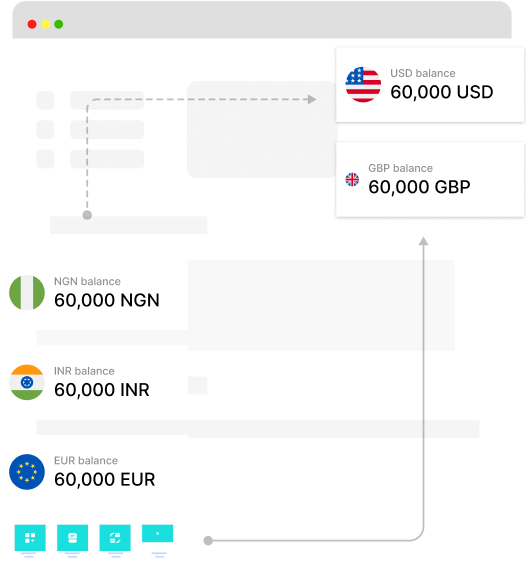 USD balance
60,000 USD
GBP balance
60,000 GBP
NGN balance
60,000 NGN
INR balance
60,000 INR
EUR balance
60,000 EUR